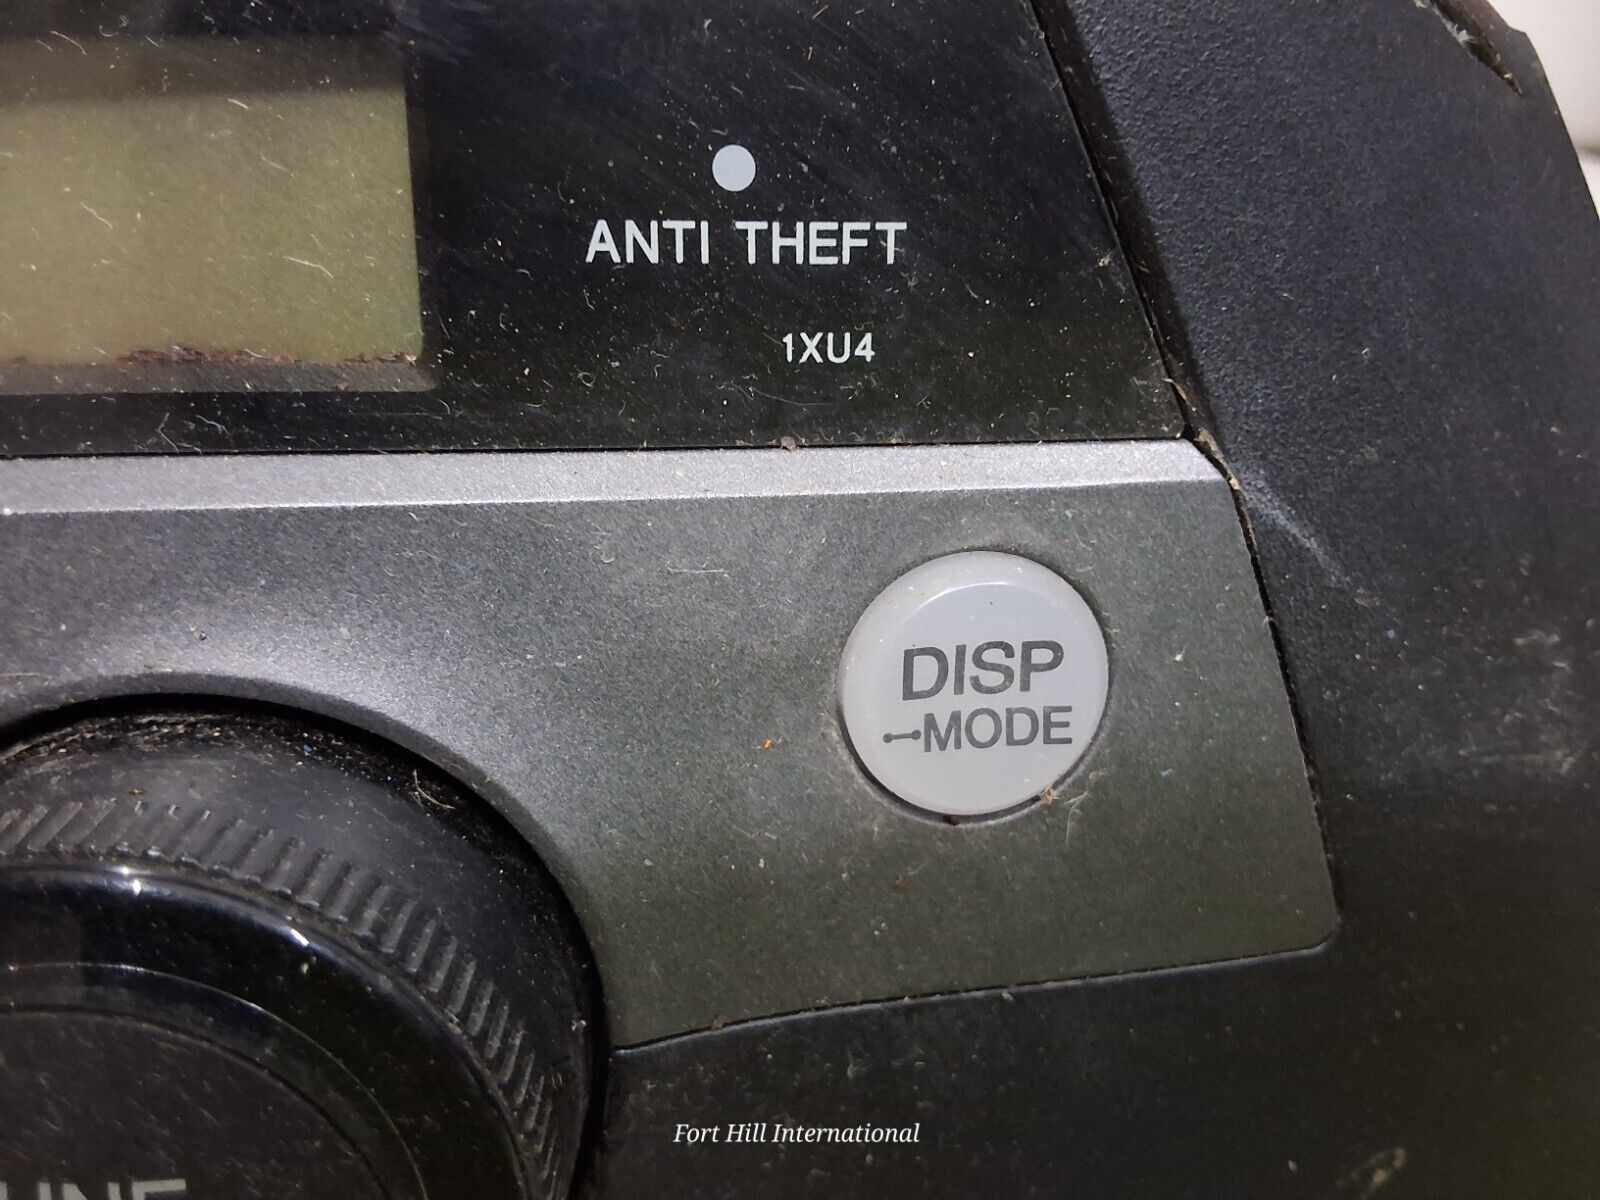 ANTI THEFT
1XU4
DISP
MODE
Fort Hill International